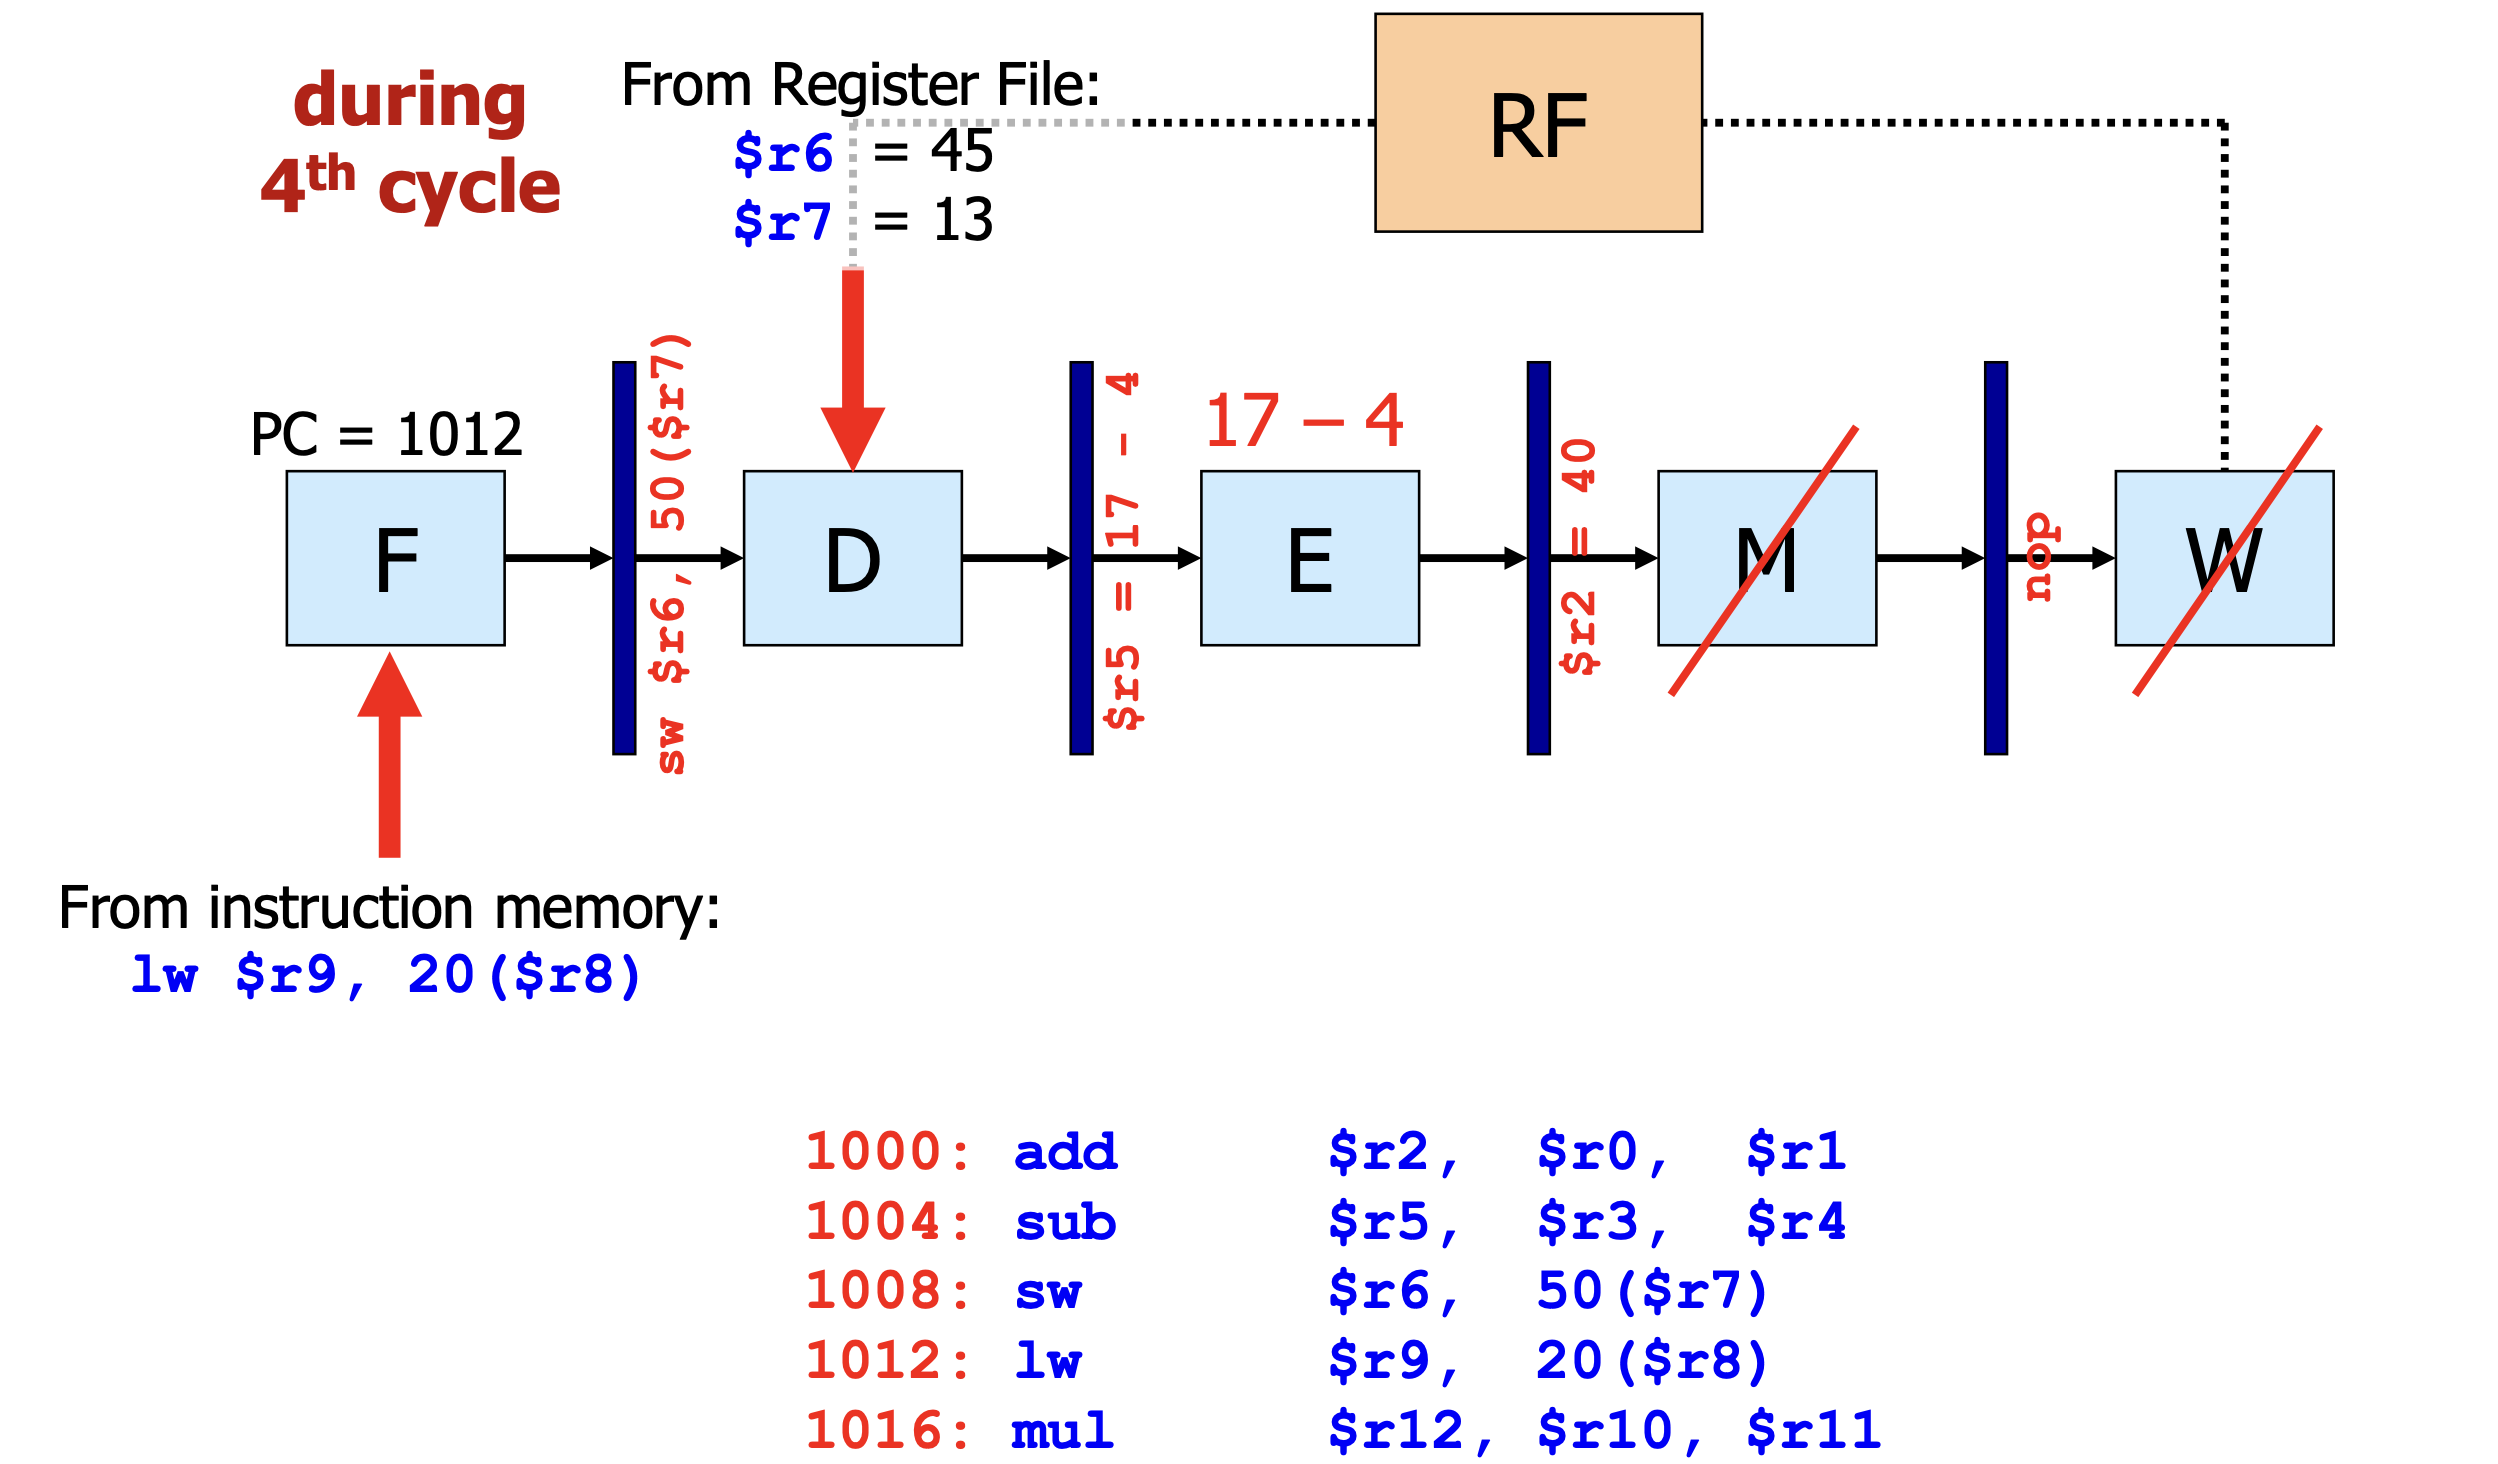 during
4th cycle
From Register File:
$r6 = 45
$r7 = 13
RF
PC = 1012
F
sw $r6, 50($r7)
D
$r5 = 17 - 4
17 – 4
E
$r2 = 40
M
nop
W
From instruction memory:
lw $r9, 20($r8)
1000: add $r2, $r0, $r1
1004: sub $r5, $r3, $r4
1008: sw $r6, 50($r7)
1012: lw $r9, 20($r8)
1016: mul $r12, $r10, $r11